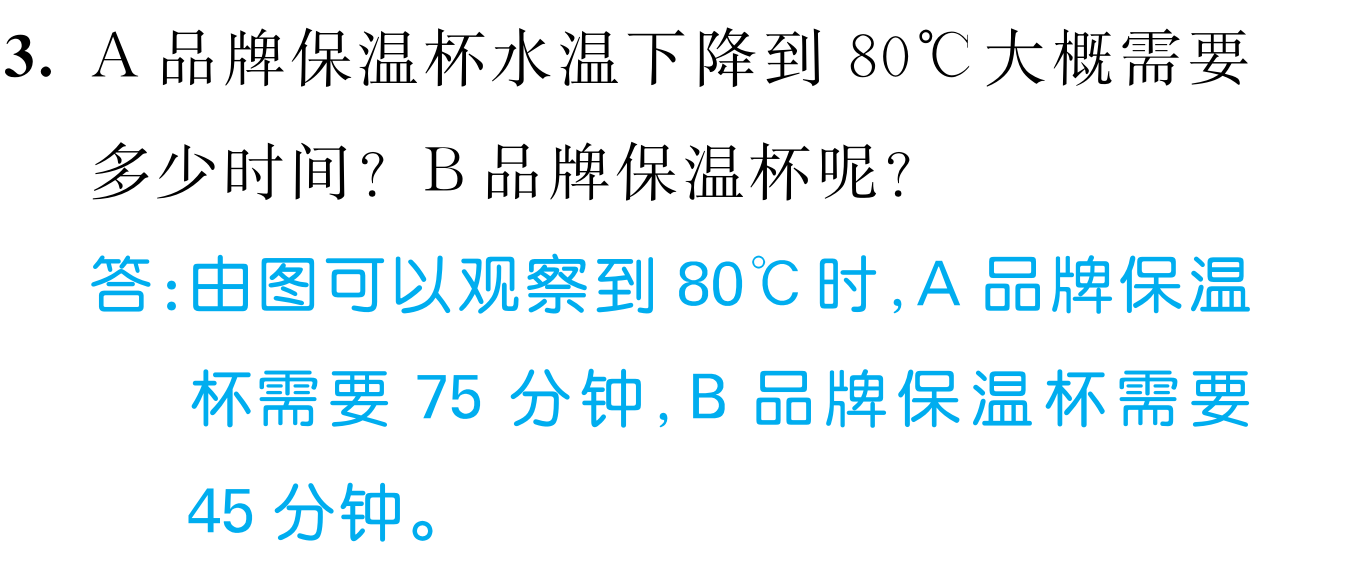 3. A 品牌保温杯水温下降到 80℃大概需要
多少时间？B 品牌保温杯呢？
答：由图可以观察到 80℃时，A 品牌保温
杯需要 75 分钟，B 品牌保温杯需要
45 分钟。